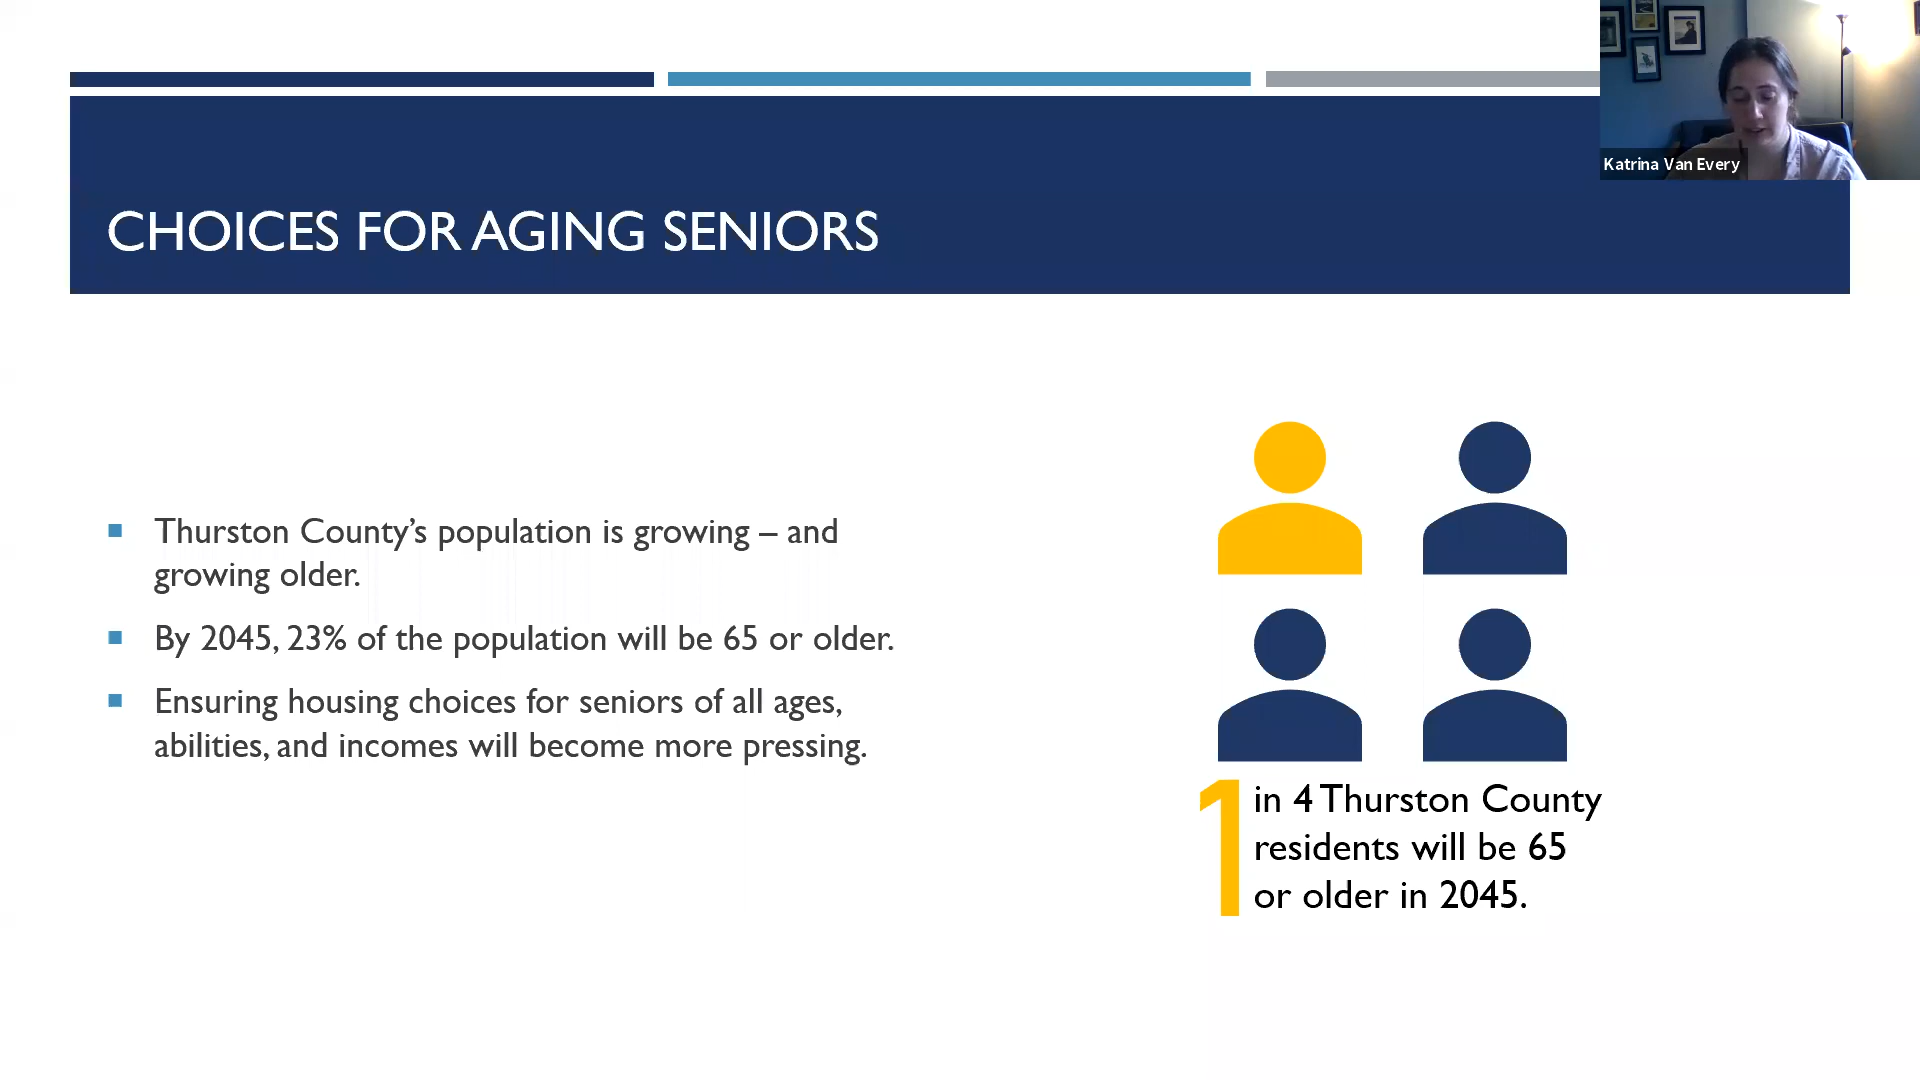 Katrina Van Every
CHOICES FOR AGING SENIORS
Thurston County’s population is growing – and
growing older.
By 2045, 23% of the population will be 65 or older.
Ensuring housing choices for seniors of all ages,
abilities, and incomes will become more pressing.
1 in 4 Thurston County
residents will be 65
or older in 2045.